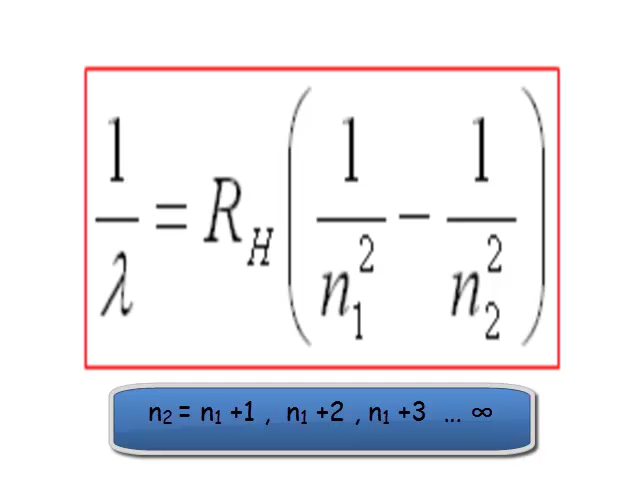 1/λ = R_H (1/n₁² − 1/n₂²)
n₂ = n₁ +1 , n₁ +2 , n₁ +3 ... ∞